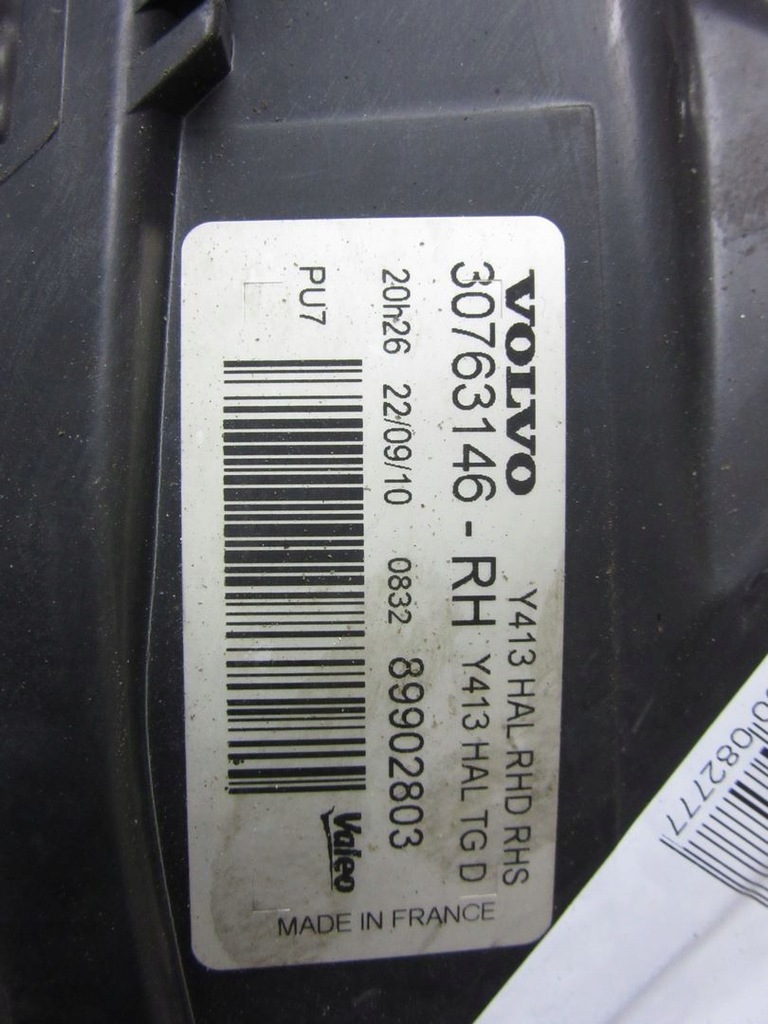 VOLVO
Y413 HAL RHD RHS
30763146 - RH Y413 HAL TG D
20h26 22/09/10 0832 89902803
PU7
Valeo
MADE IN FRANCE
082777